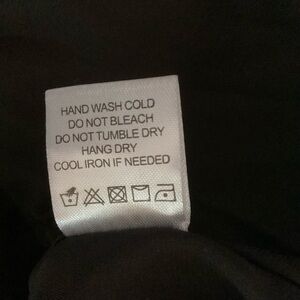 HAND WASH COLD
DO NOT BLEACH
DO NOT TUMBLE DRY
HANG DRY
COOL IRON IF NEEDED